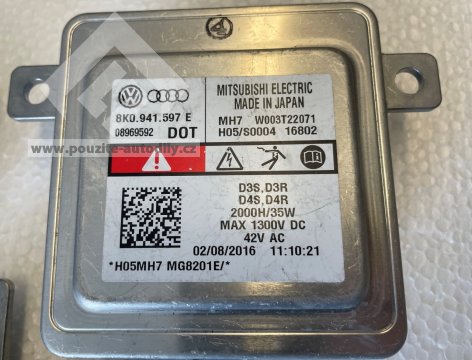 4
MITSUBISHI ELECTRIC
MADE IN JAPAN
8K0.941.597 E
MH7 W003T22071
08969592 DOT
H05/S0004 16802
www.pouzite-autodily.cz
D3S,D3R
D4S,D4R
2000H/35W
MAX 1300V DC
42V AC
02/08/2016 11:10:21
*H05MH7 MG8201E/*